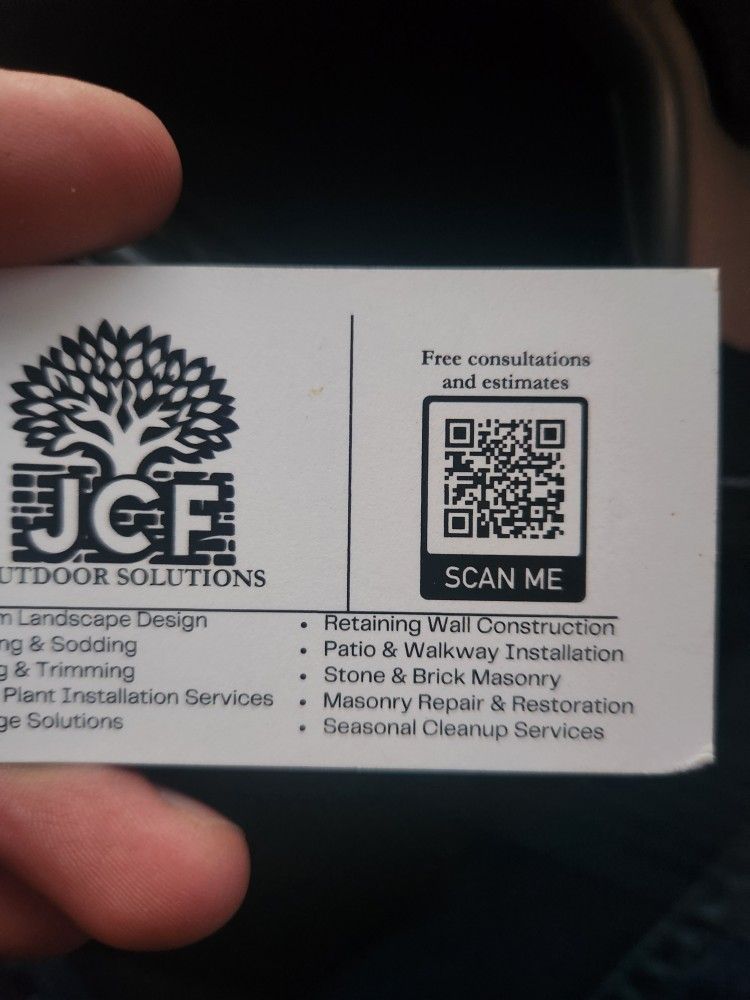 JCF
UTDOOR SOLUTIONS
Free consultations
and estimates
SCAN ME
m Landscape Design
ng & Sodding
g & Trimming
Plant Installation Services
ge Solutions
• Retaining Wall Construction
• Patio & Walkway Installation
• Stone & Brick Masonry
• Masonry Repair & Restoration
• Seasonal Cleanup Services